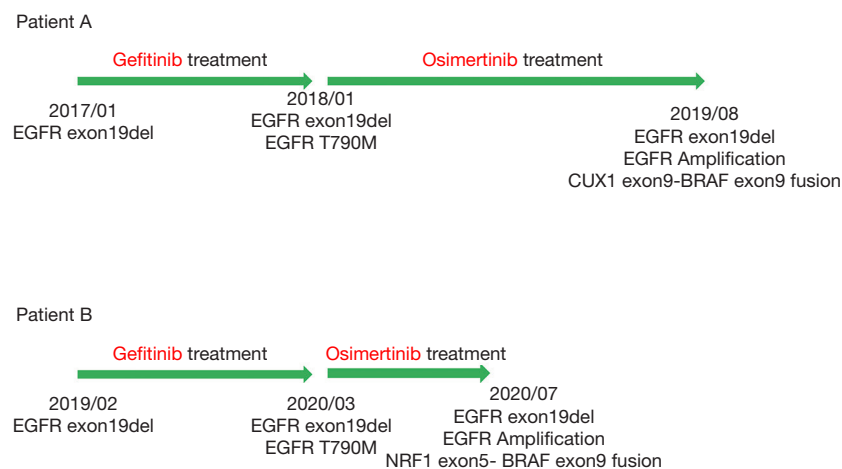 Patient A
Gefitinib treatment
Osimertinib treatment
2017/01
EGFR exon19del
2018/01
EGFR exon19del
EGFR T790M
2019/08
EGFR exon19del
EGFR Amplification
CUX1 exon9-BRAF exon9 fusion
Patient B
Gefitinib treatment
Osimertinib treatment
2019/02
EGFR exon19del
2020/03
EGFR exon19del
EGFR T790M
2020/07
EGFR exon19del
EGFR Amplification
NRF1 exon5- BRAF exon9 fusion